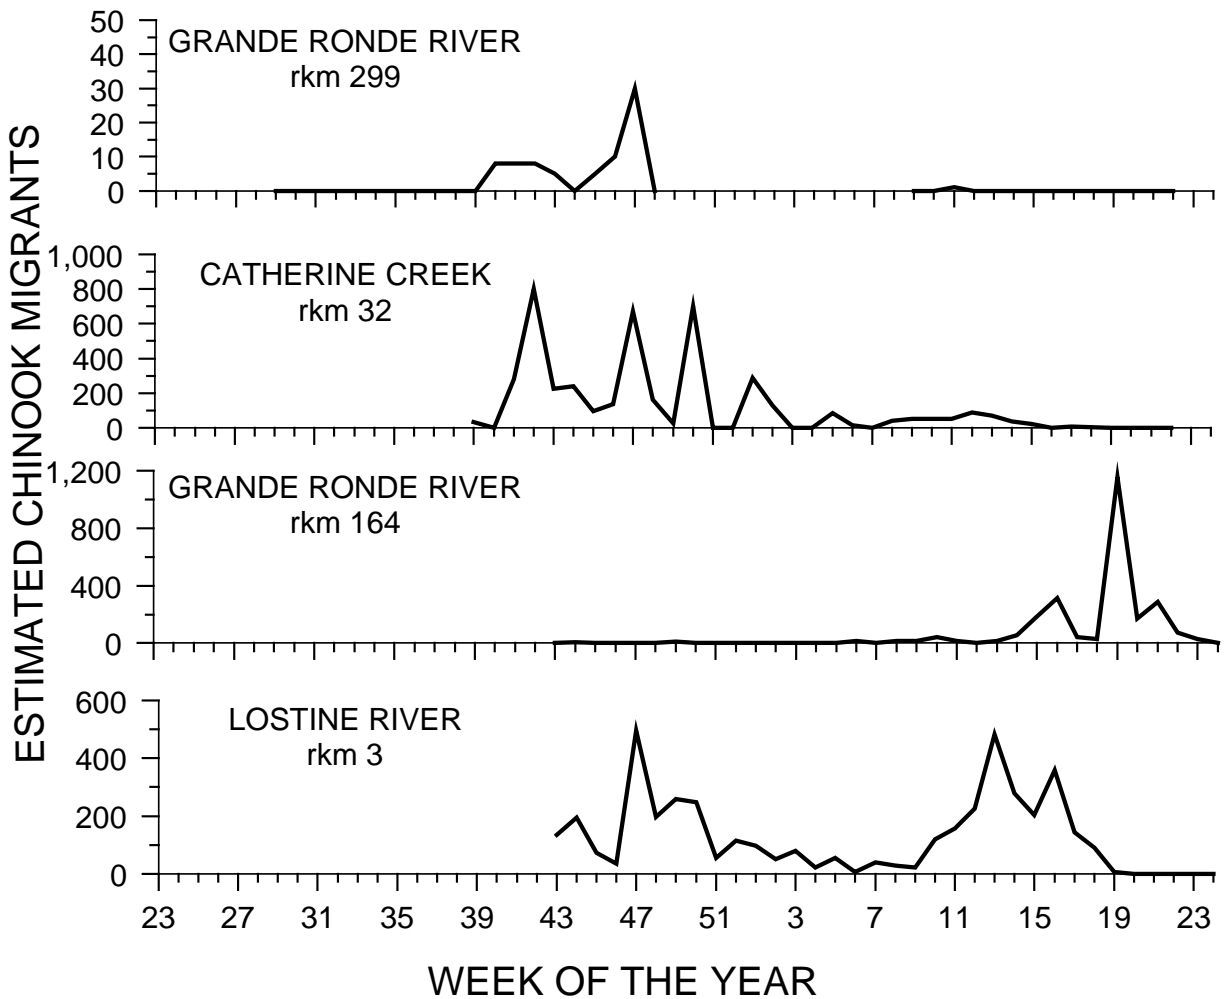 ESTIMATED CHINOOK MIGRANTS
50
40
30
20
10
0
GRANDE RONDE RIVER
rkm 299
1,000
800
600
400
200
0
CATHERINE CREEK
rkm 32
1,200
800
400
0
GRANDE RONDE RIVER
rkm 164
600
400
200
0
LOSTINE RIVER
rkm 3
23 27 31 35 39 43 47 51 3 7 11 15 19 23
WEEK OF THE YEAR